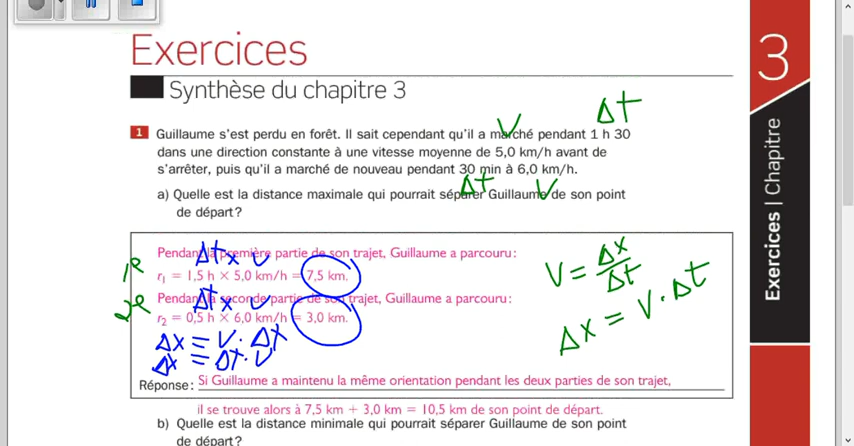 Exercices
Synthèse du chapitre 3
3
Exercices | Chapitre
Δt
V
1 Guillaume s'est perdu en forêt. Il sait cependant qu'il a marché pendant 1 h 30
dans une direction constante à une vitesse moyenne de 5,0 km/h avant de
s'arrêter, puis qu'il a marché de nouveau pendant 30 min à 6,0 km/h.
Δt V
a) Quelle est la distance maximale qui pourrait séparer Guillaume de son point
de départ?
Δt x V
Pendant la première partie de son trajet, Guillaume a parcouru :
1e
r₁ = 1,5 h × 5,0 km/h = 7,5 km.
Δt x V
Pendant la seconde partie de son trajet, Guillaume a parcouru :
2e
r₂ = 0,5 h × 6,0 km/h = 3,0 km.
V = Δx/Δt
Δx = V · Δt
Δx = V · Δt
Δx = Δt · V
Réponse : Si Guillaume a maintenu la même orientation pendant les deux parties de son trajet,
il se trouve alors à 7,5 km + 3,0 km = 10,5 km de son point de départ.
b) Quelle est la distance minimale qui pourrait séparer Guillaume de son point
de départ?